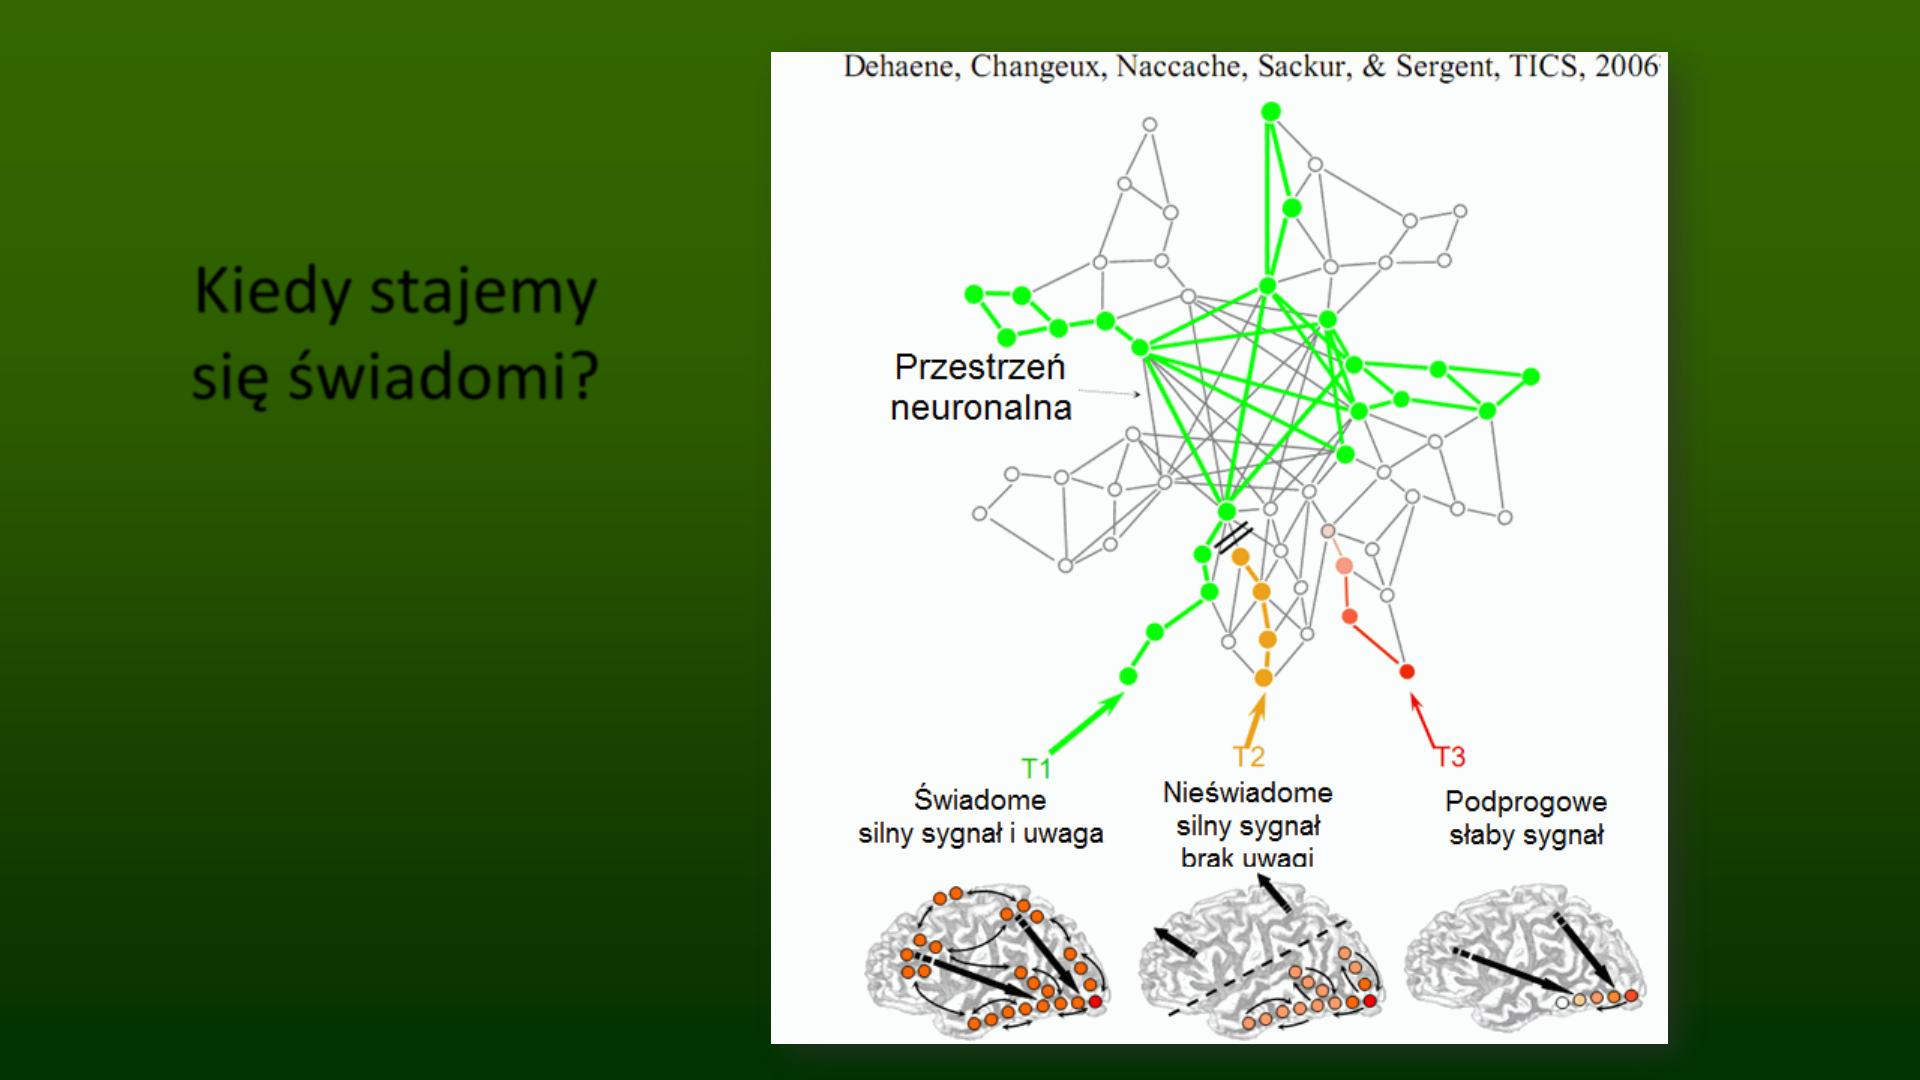 Kiedy stajemy
się świadomi?
Dehaene, Changeux, Naccache, Sackur, & Sergent, TICS, 2006
Przestrzeń
neuronalna
T1
Świadome
silny sygnał i uwaga
T2
Nieświadome
silny sygnał
brak uwagi
T3
Podprogowe
słaby sygnał